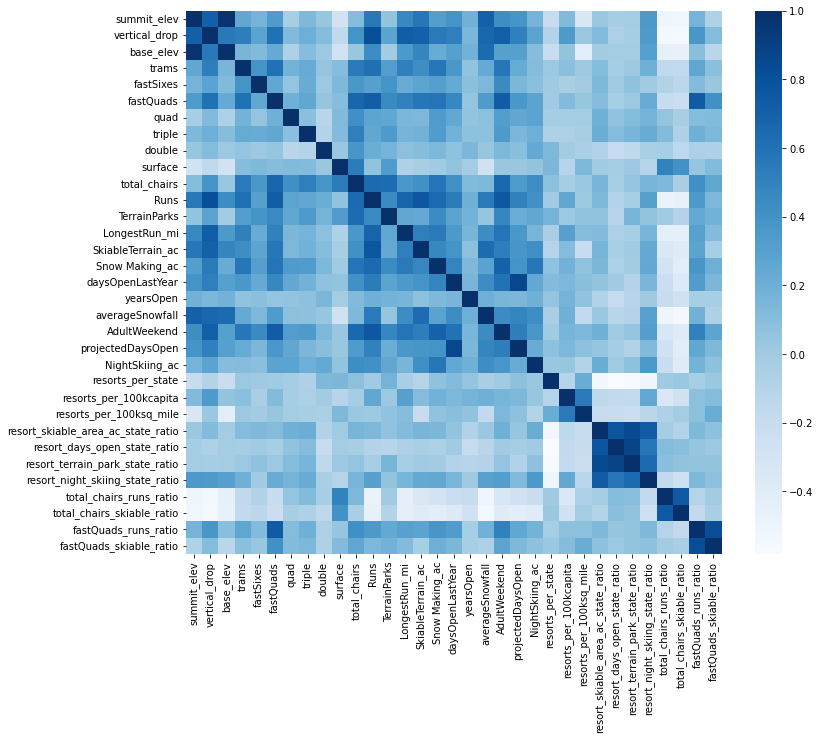 summit_elev
vertical_drop
base_elev
trams
fastSixes
fastQuads
quad
triple
double
surface
total_chairs
Runs
TerrainParks
LongestRun_mi
SkiableTerrain_ac
Snow Making_ac
daysOpenLastYear
yearsOpen
averageSnowfall
AdultWeekend
projectedDaysOpen
NightSkiing_ac
resorts_per_state
resorts_per_100kcapita
resorts_per_100ksq_mile
resort_skiable_area_ac_state_ratio
resort_days_open_state_ratio
resort_terrain_park_state_ratio
resort_night_skiing_state_ratio
total_chairs_runs_ratio
total_chairs_skiable_ratio
fastQuads_runs_ratio
fastQuads_skiable_ratio
summit_elev
vertical_drop
base_elev
trams
fastSixes
fastQuads
quad
triple
double
surface
total_chairs
Runs
TerrainParks
LongestRun_mi
SkiableTerrain_ac
Snow Making_ac
daysOpenLastYear
yearsOpen
averageSnowfall
AdultWeekend
projectedDaysOpen
NightSkiing_ac
resorts_per_state
resorts_per_100kcapita
resorts_per_100ksq_mile
resort_skiable_area_ac_state_ratio
resort_days_open_state_ratio
resort_terrain_park_state_ratio
resort_night_skiing_state_ratio
total_chairs_runs_ratio
total_chairs_skiable_ratio
fastQuads_runs_ratio
fastQuads_skiable_ratio
1.0
0.8
0.6
0.4
0.2
0.0
−0.2
−0.4